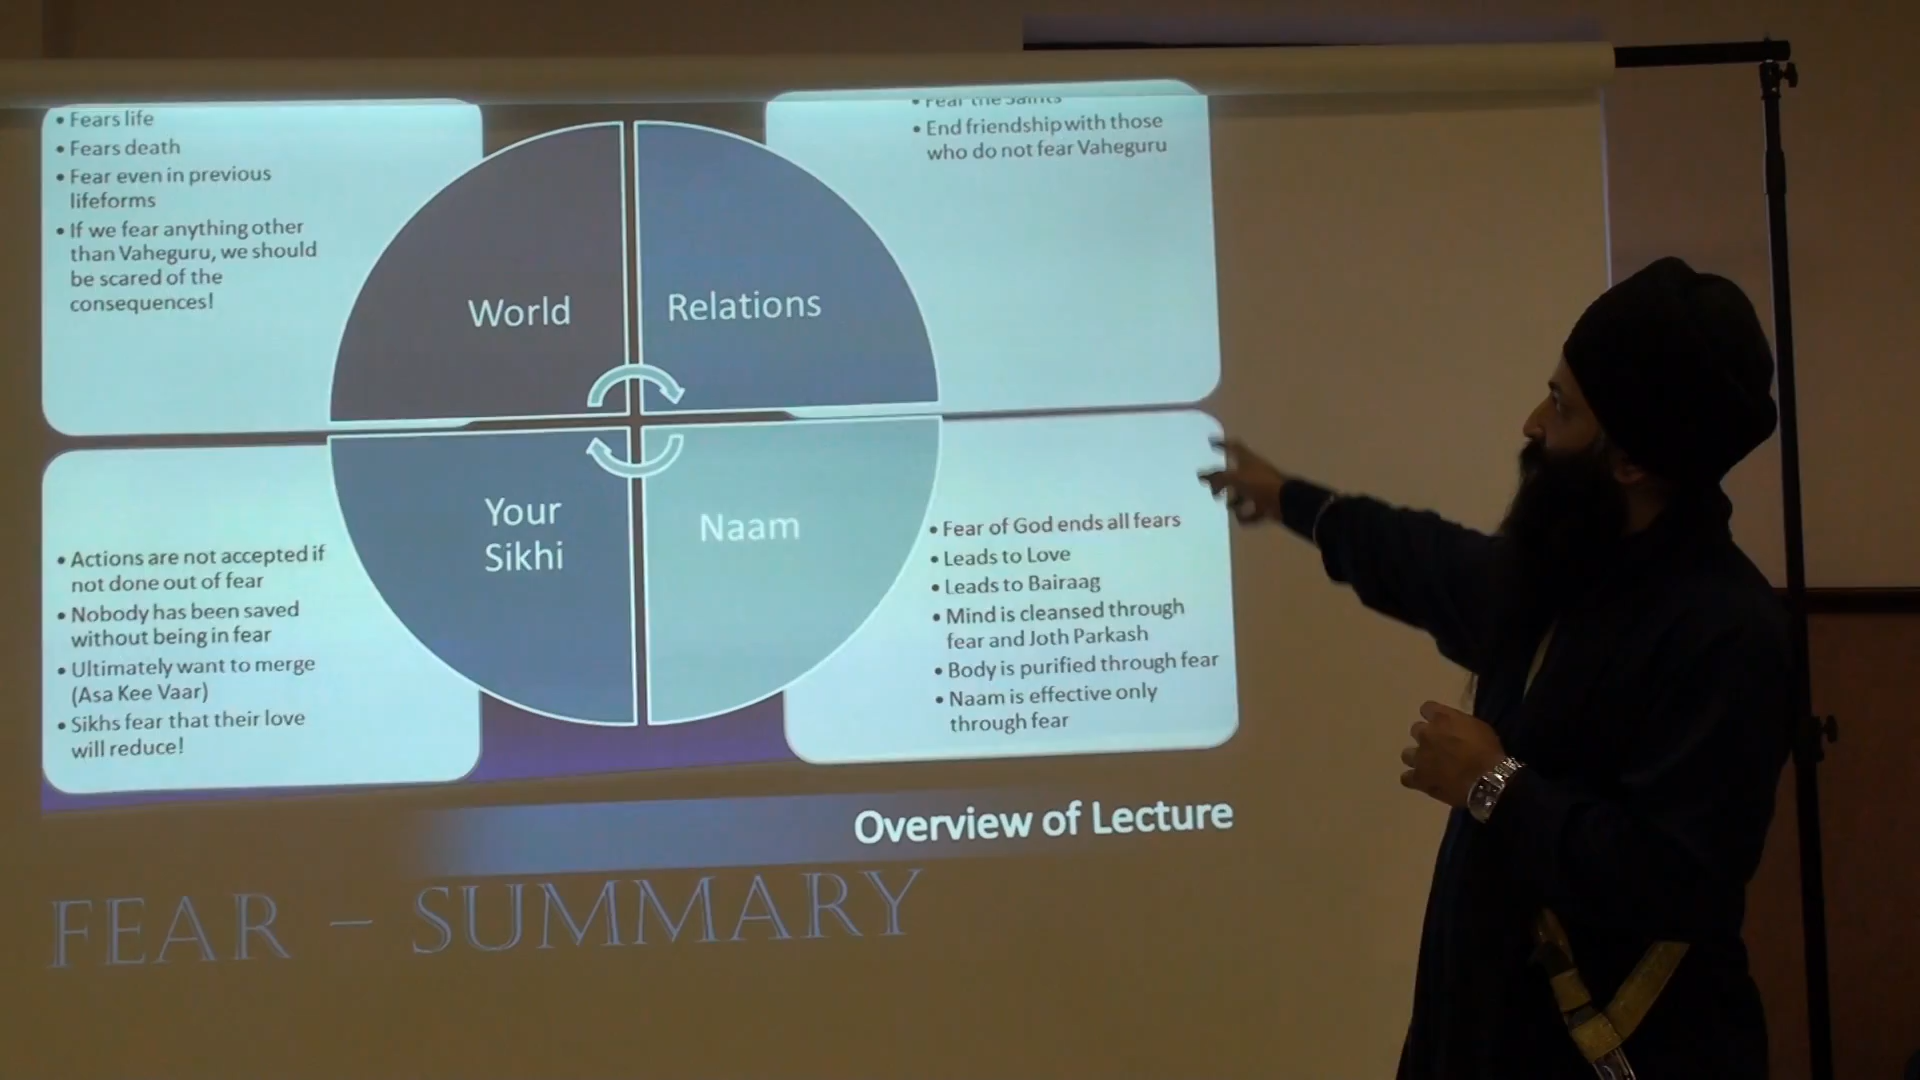 • Fears life
• Fears death
• Fear even in previous
lifeforms
• If we fear anything other
than Vaheguru, we should
be scared of the
consequences!
World
• Fear the Saints
• End friendship with those
who do not fear Vaheguru
Relations
• Actions are not accepted if
not done out of fear
• Nobody has been saved
without being in fear
• Ultimately want to merge
(Asa Kee Vaar)
• Sikhs fear that their love
will reduce!
Your
Sikhi
Naam
• Fear of God ends all fears
• Leads to Love
• Leads to Bairaag
• Mind is cleansed through
fear and Joth Parkash
• Body is purified through fear
• Naam is effective only
through fear
Overview of Lecture
FEAR – SUMMARY